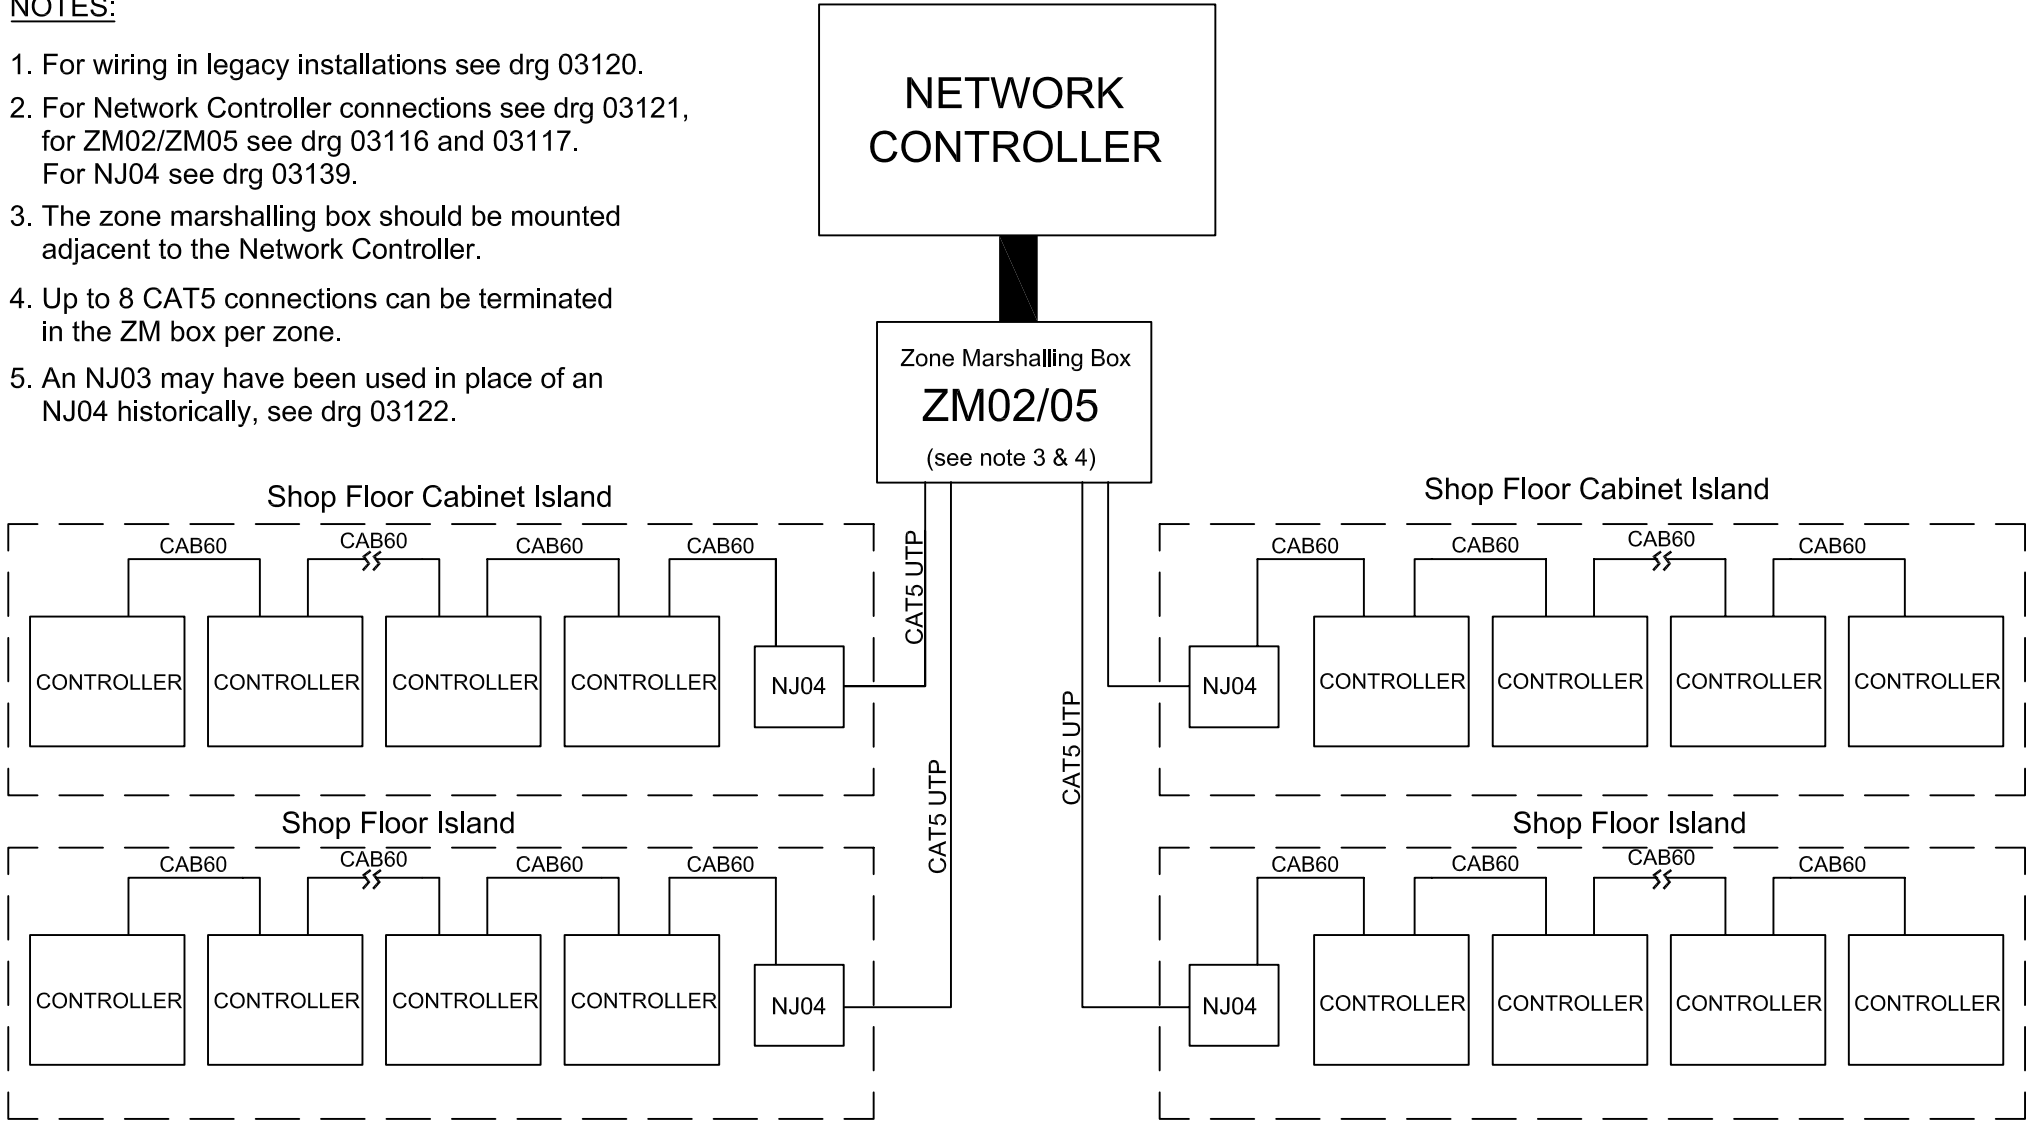 NOTES:
1. For wiring in legacy installations see drg 03120.
2. For Network Controller connections see drg 03121,
for ZM02/ZM05 see drg 03116 and 03117.
For NJ04 see drg 03139.
3. The zone marshalling box should be mounted
adjacent to the Network Controller.
4. Up to 8 CAT5 connections can be terminated
in the ZM box per zone.
5. An NJ03 may have been used in place of an
NJ04 historically, see drg 03122.
NETWORK
CONTROLLER
Zone Marshalling Box
ZM02/05
(see note 3 & 4)
Shop Floor Cabinet Island
CAB60 CAB60 CAB60 CAB60
CONTROLLER CONTROLLER CONTROLLER CONTROLLER NJ04
CAT5 UTP
Shop Floor Island
CAB60 CAB60 CAB60 CAB60
CONTROLLER CONTROLLER CONTROLLER CONTROLLER NJ04
CAT5 UTP
Shop Floor Cabinet Island
CAB60 CAB60 CAB60 CAB60
NJ04 CONTROLLER CONTROLLER CONTROLLER CONTROLLER
CAT5 UTP
Shop Floor Island
CAB60 CAB60 CAB60 CAB60
NJ04 CONTROLLER CONTROLLER CONTROLLER CONTROLLER